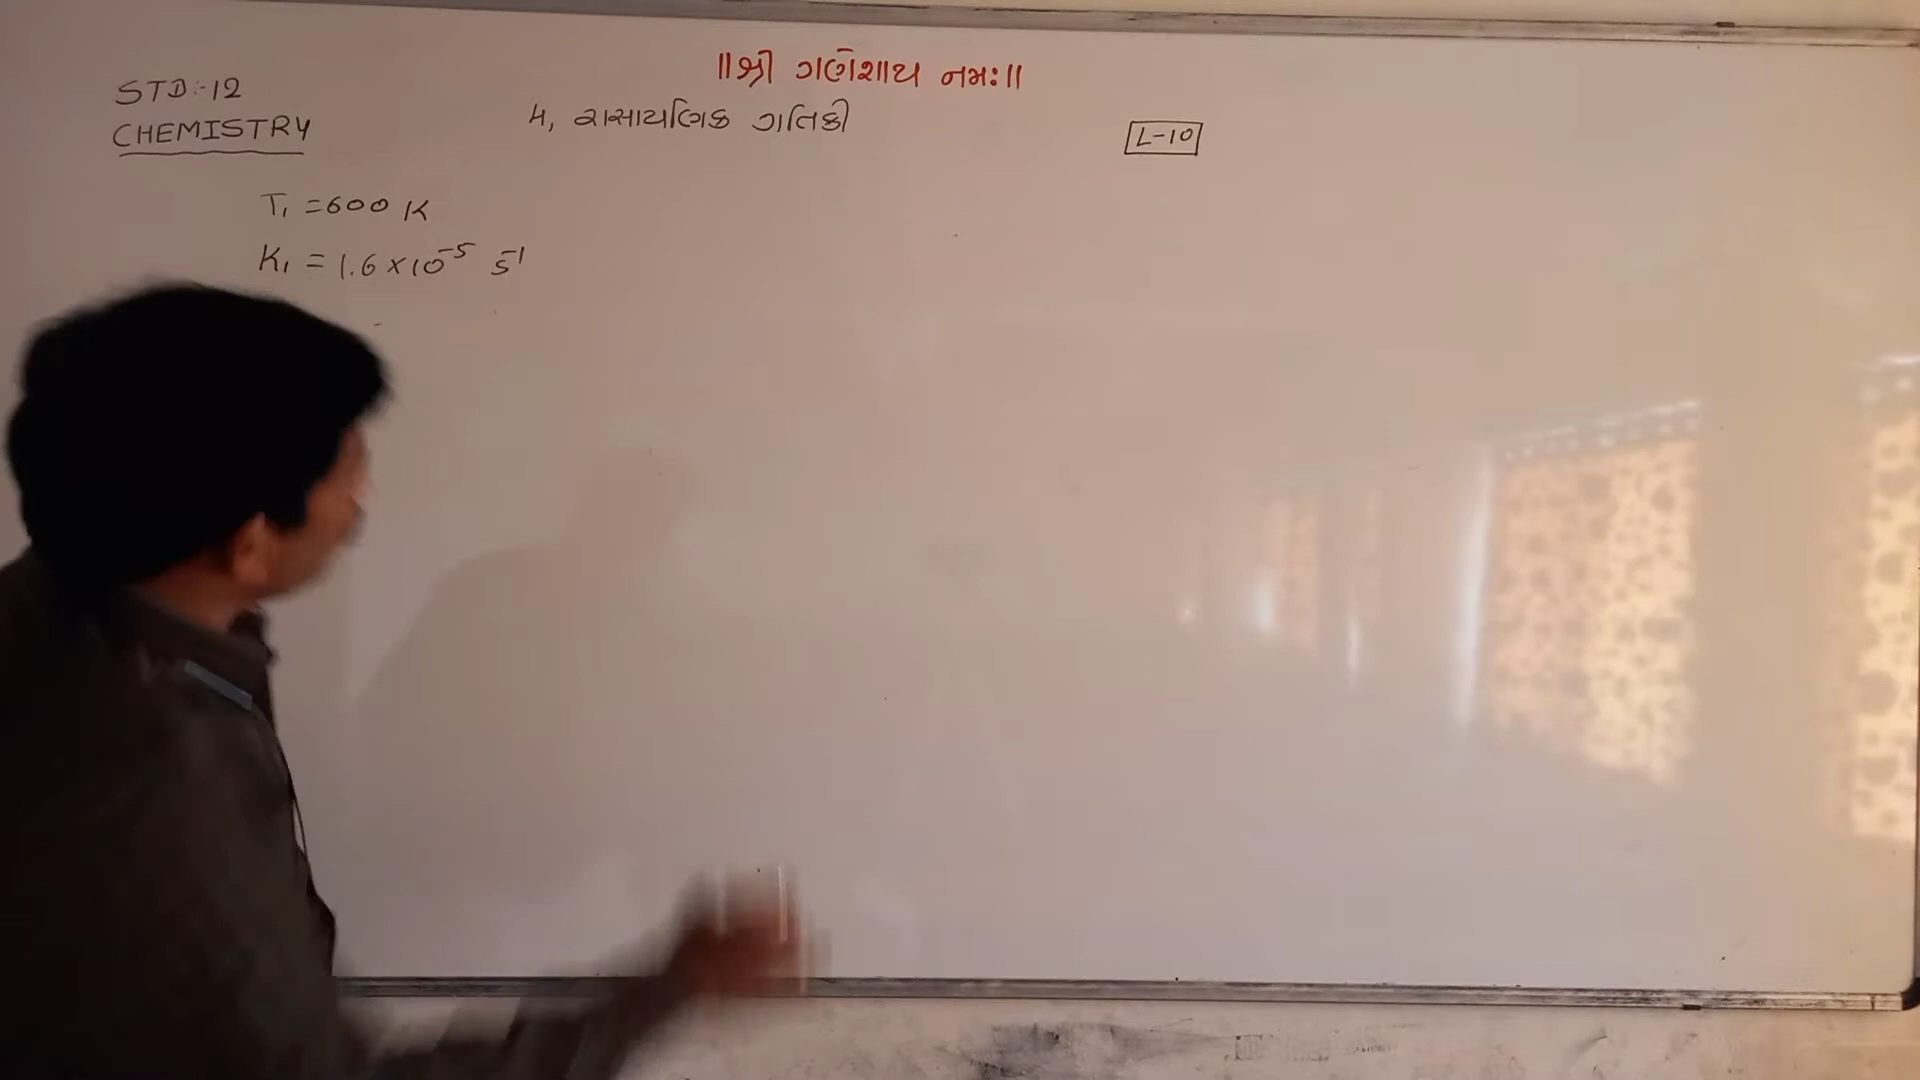 ॥શ્રી ગણેશાય નમઃ॥
STD:-12
CHEMISTRY
4, રાસાયણિક ગતિકી
L-10
T₁ = 600 K
K₁ = 1.6 × 10⁻⁵ S⁻¹